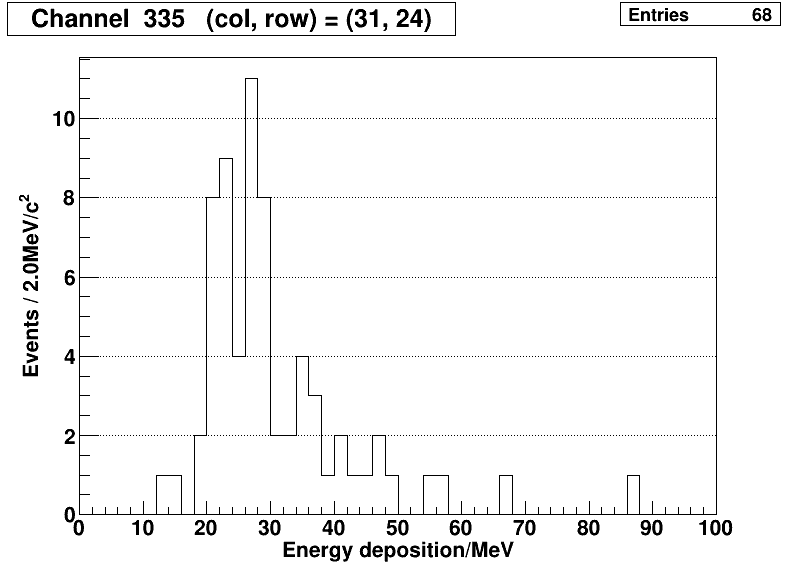 Channel 335 (col, row) = (31, 24)
Entries 68
Events / 2.0MeV/c²
10
8
6
4
2
0
0 10 20 30 40 50 60 70 80 90 100
Energy deposition/MeV